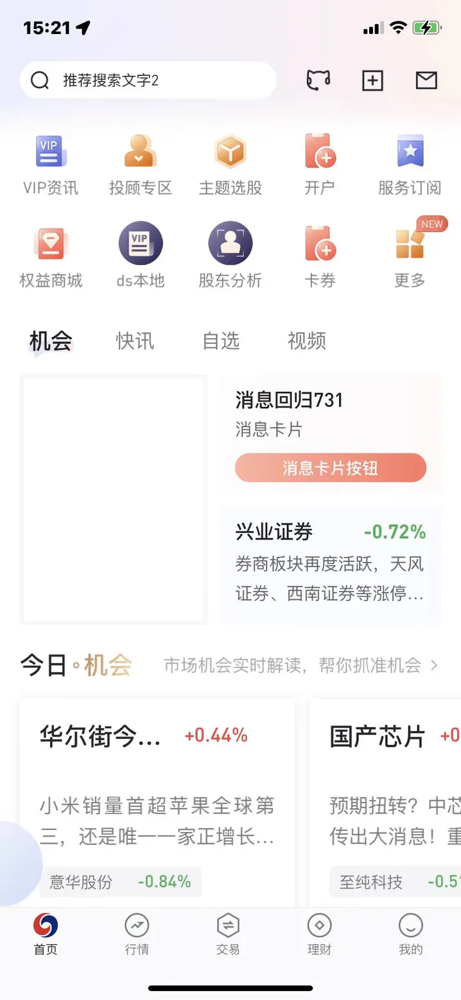 15:21
推荐搜索文字2
VIP
VIP资讯
投顾专区
主题选股
开户
服务订阅
NEW
权益商城
VIP
ds本地
股东分析
卡券
更多
机会
快讯
自选
视频
消息回归731
消息卡片
消息卡片按钮
兴业证券
-0.72%
券商板块再度活跃，天风
证券、西南证券等涨停...
今日
机会
市场机会实时解读，帮你抓准机会
华尔街今...
+0.44%
小米销量首超苹果全球第
三，还是唯一一家正增长...
意华股份
-0.84%
国产芯片
+0
预期扭转？中芯
传出大消息！重
至纯科技
-0.5
首页
行情
交易
理财
我的